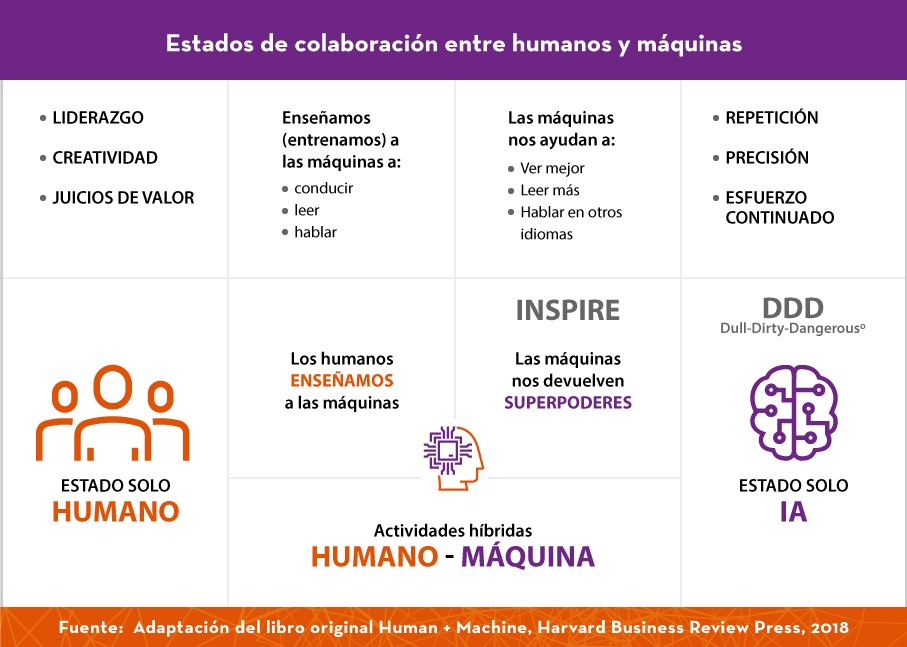 Estados de colaboración entre humanos y máquinas
• LIDERAZGO
• CREATIVIDAD
• JUICIOS DE VALOR
Enseñamos
(entrenamos) a
las máquinas a:
• conducir
• leer
• hablar
Las máquinas
nos ayudan a:
• Ver mejor
• Leer más
• Hablar en otros
idiomas
• REPETICIÓN
• PRECISIÓN
• ESFUERZO
CONTINUADO
ESTADO SOLO
HUMANO
Los humanos
ENSEÑAMOS
a las máquinas
INSPIRE
Las máquinas
nos devuelven
SUPERPODERES
Actividades híbridas
HUMANO - MÁQUINA
DDD
Dull-Dirty-Dangerousº
ESTADO SOLO
IA
Fuente: Adaptación del libro original Human + Machine, Harvard Business Review Press, 2018